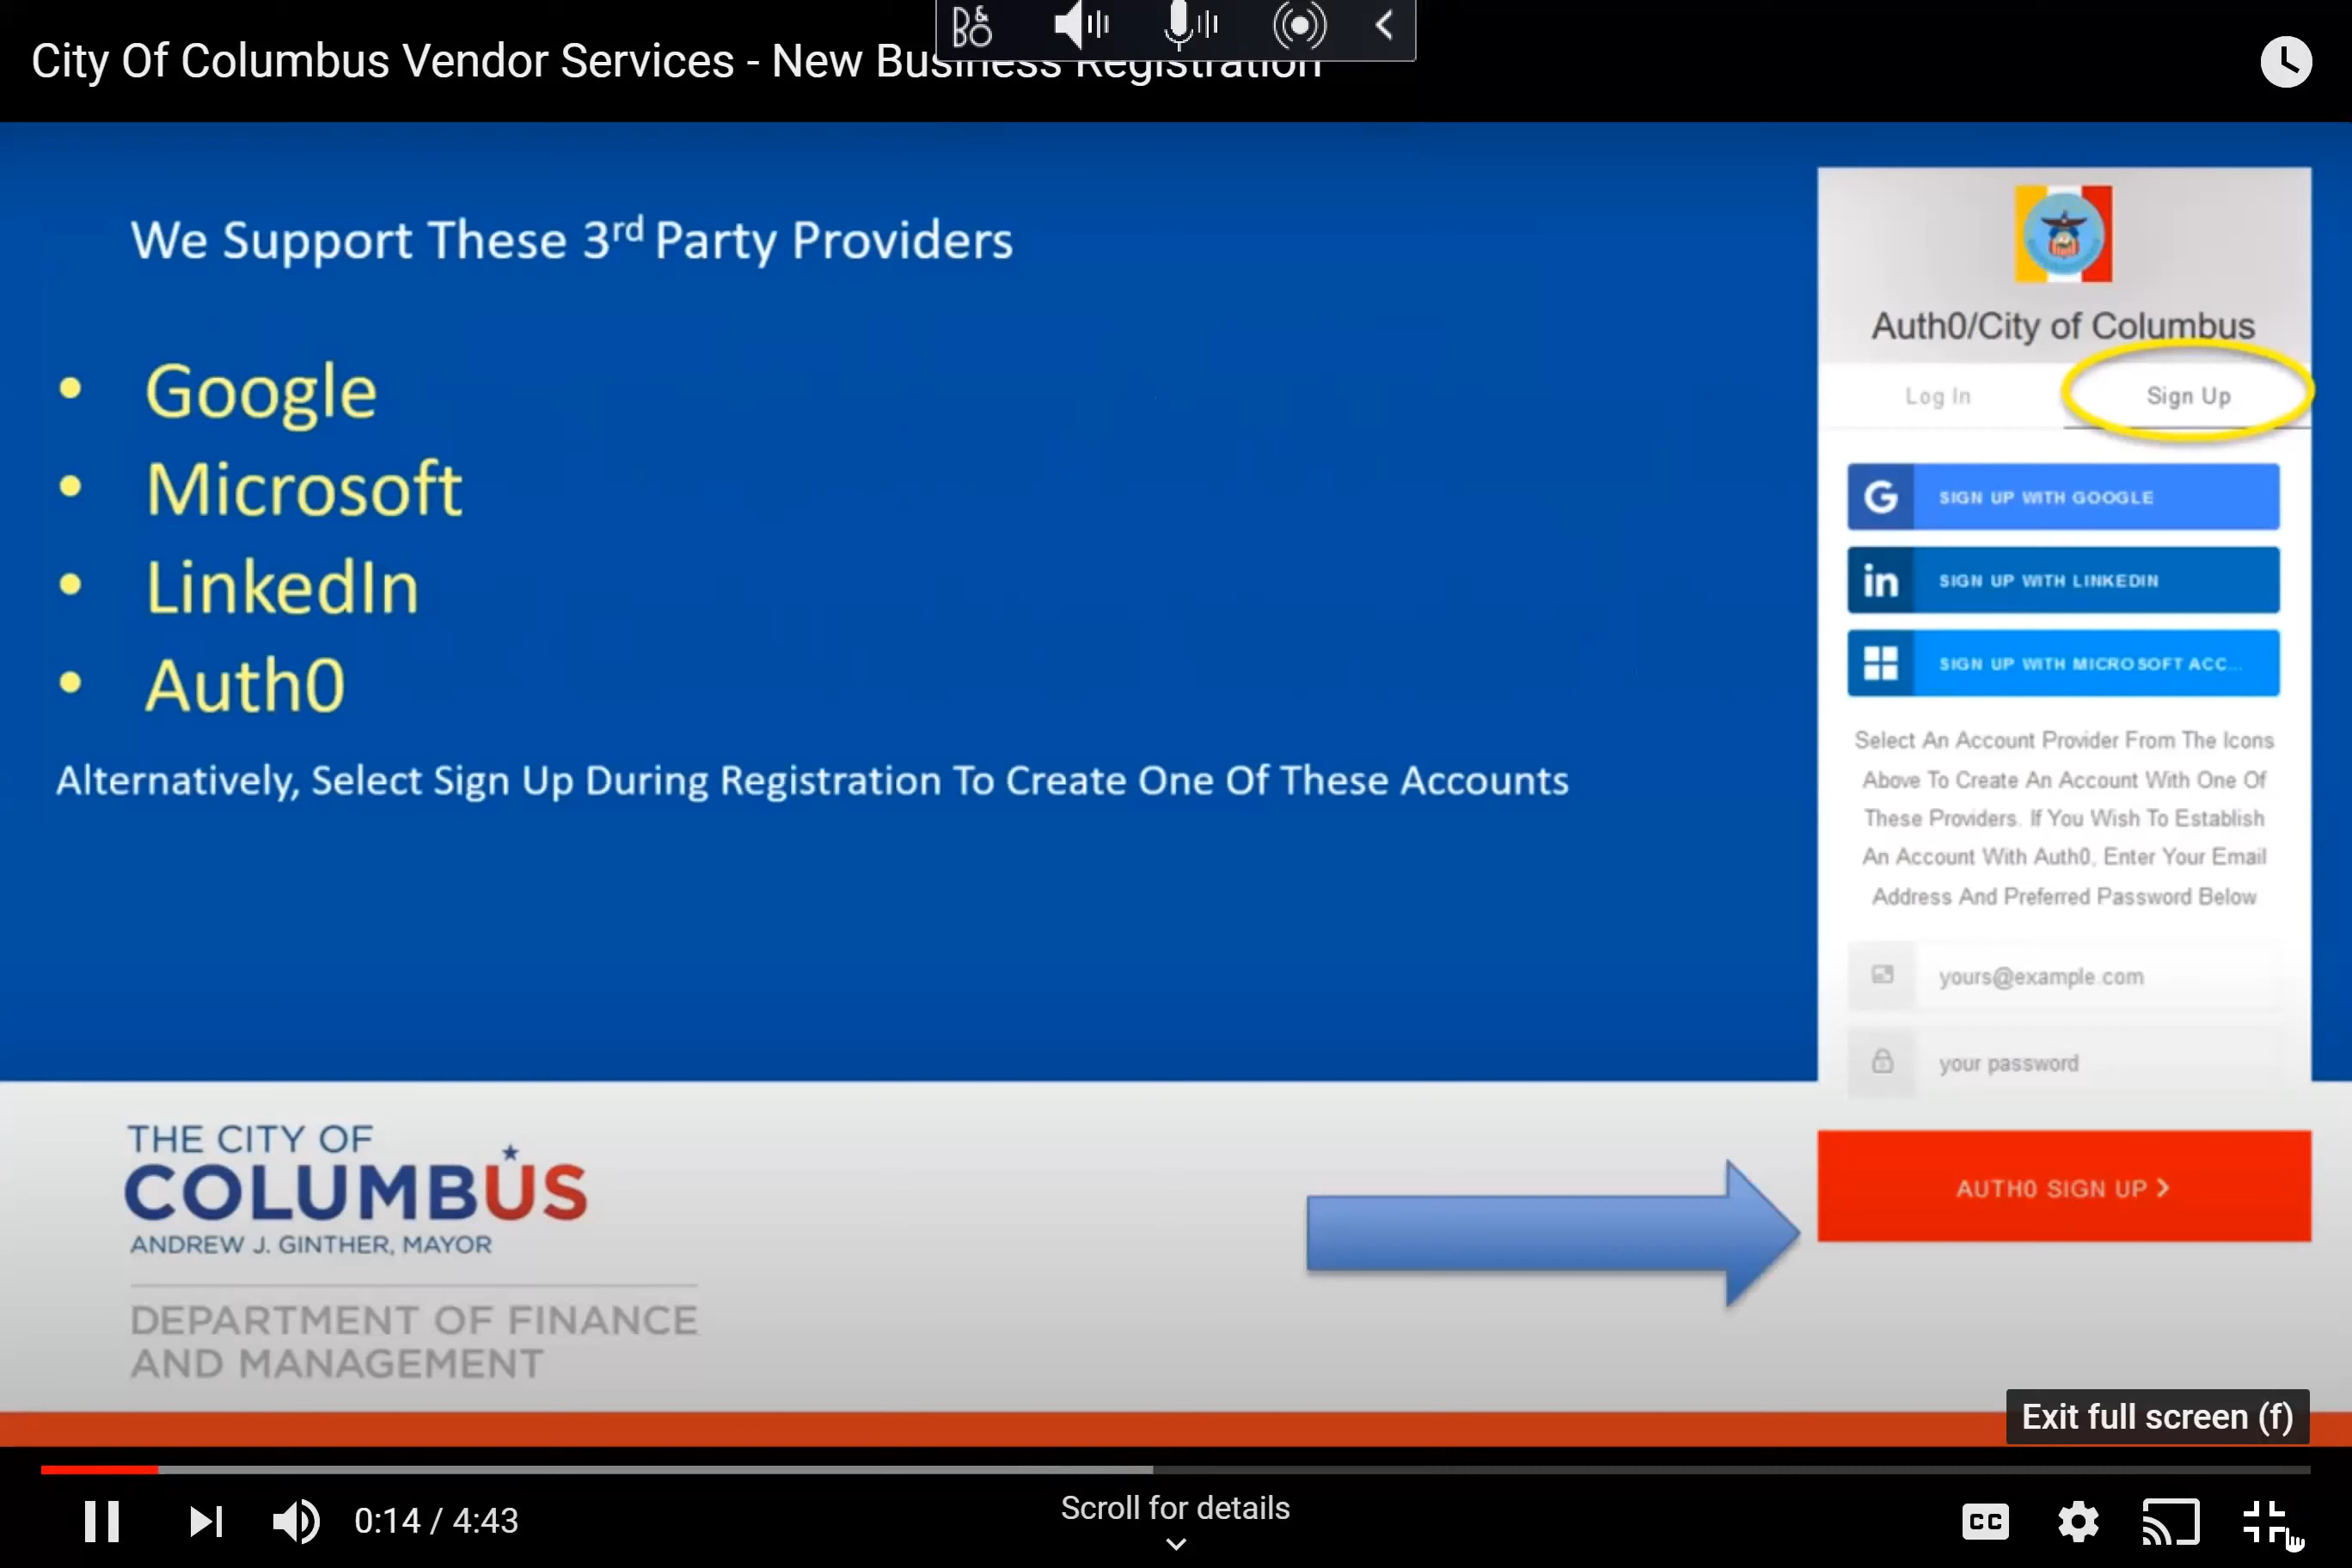 B&O
City Of Columbus Vendor Services - New Business Registration
We Support These 3rd Party Providers
• Google
• Microsoft
• LinkedIn
• Auth0
Alternatively, Select Sign Up During Registration To Create One Of These Accounts
Auth0/City of Columbus
Log In
Sign Up
G
SIGN UP WITH GOOGLE
in
SIGN UP WITH LINKEDIN
SIGN UP WITH MICROSOFT ACC...
Select An Account Provider From The Icons
Above To Create An Account With One Of
These Providers. If You Wish To Establish
An Account With Auth0, Enter Your Email
Address And Preferred Password Below
yours@example.com
your password
AUTH0 SIGN UP >
THE CITY OF
COLUMBUS
ANDREW J. GINTHER, MAYOR
DEPARTMENT OF FINANCE
AND MANAGEMENT
Exit full screen (f)
0:14 / 4:43
Scroll for details
CC